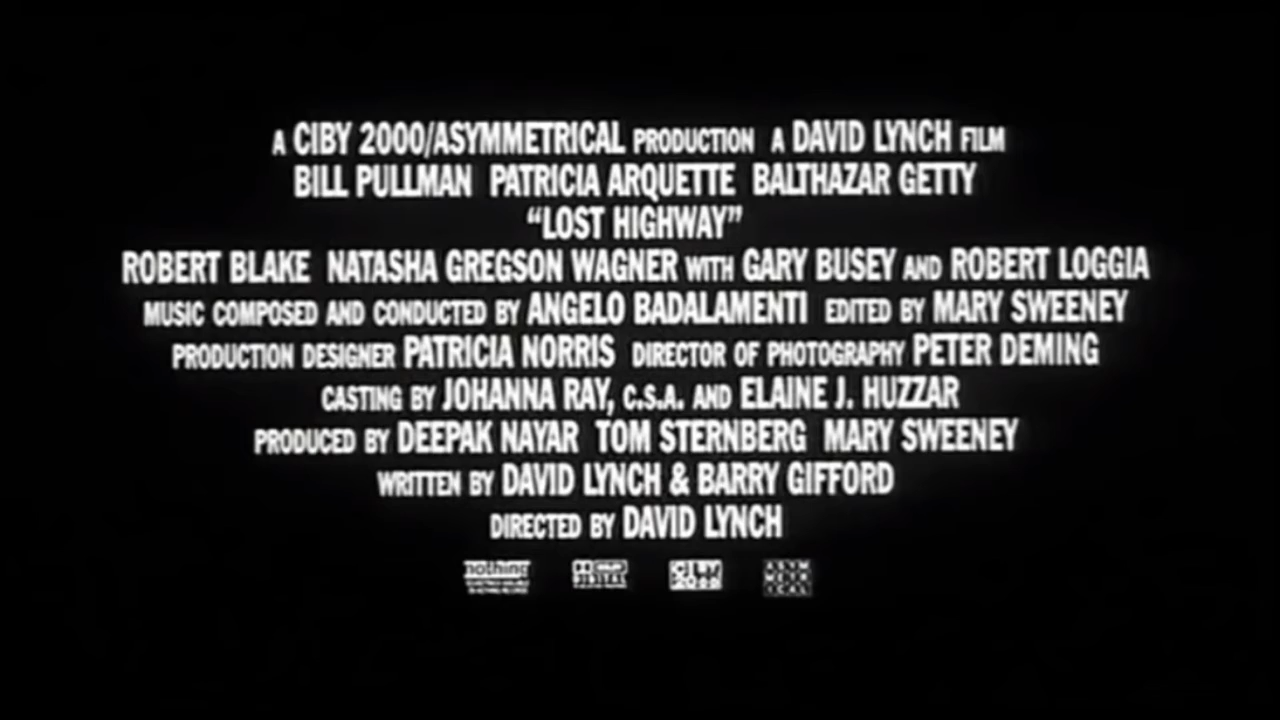 A CIBY 2000/ASYMMETRICAL PRODUCTION A DAVID LYNCH FILM
BILL PULLMAN PATRICIA ARQUETTE BALTHAZAR GETTY
“LOST HIGHWAY”
ROBERT BLAKE NATASHA GREGSON WAGNER WITH GARY BUSEY AND ROBERT LOGGIA
MUSIC COMPOSED AND CONDUCTED BY ANGELO BADALAMENTI EDITED BY MARY SWEENEY
PRODUCTION DESIGNER PATRICIA NORRIS DIRECTOR OF PHOTOGRAPHY PETER DEMING
CASTING BY JOHANNA RAY, C.S.A. AND ELAINE J. HUZZAR
PRODUCED BY DEEPAK NAYAR TOM STERNBERG MARY SWEENEY
WRITTEN BY DAVID LYNCH & BARRY GIFFORD
DIRECTED BY DAVID LYNCH
nothing
CIBY 2000